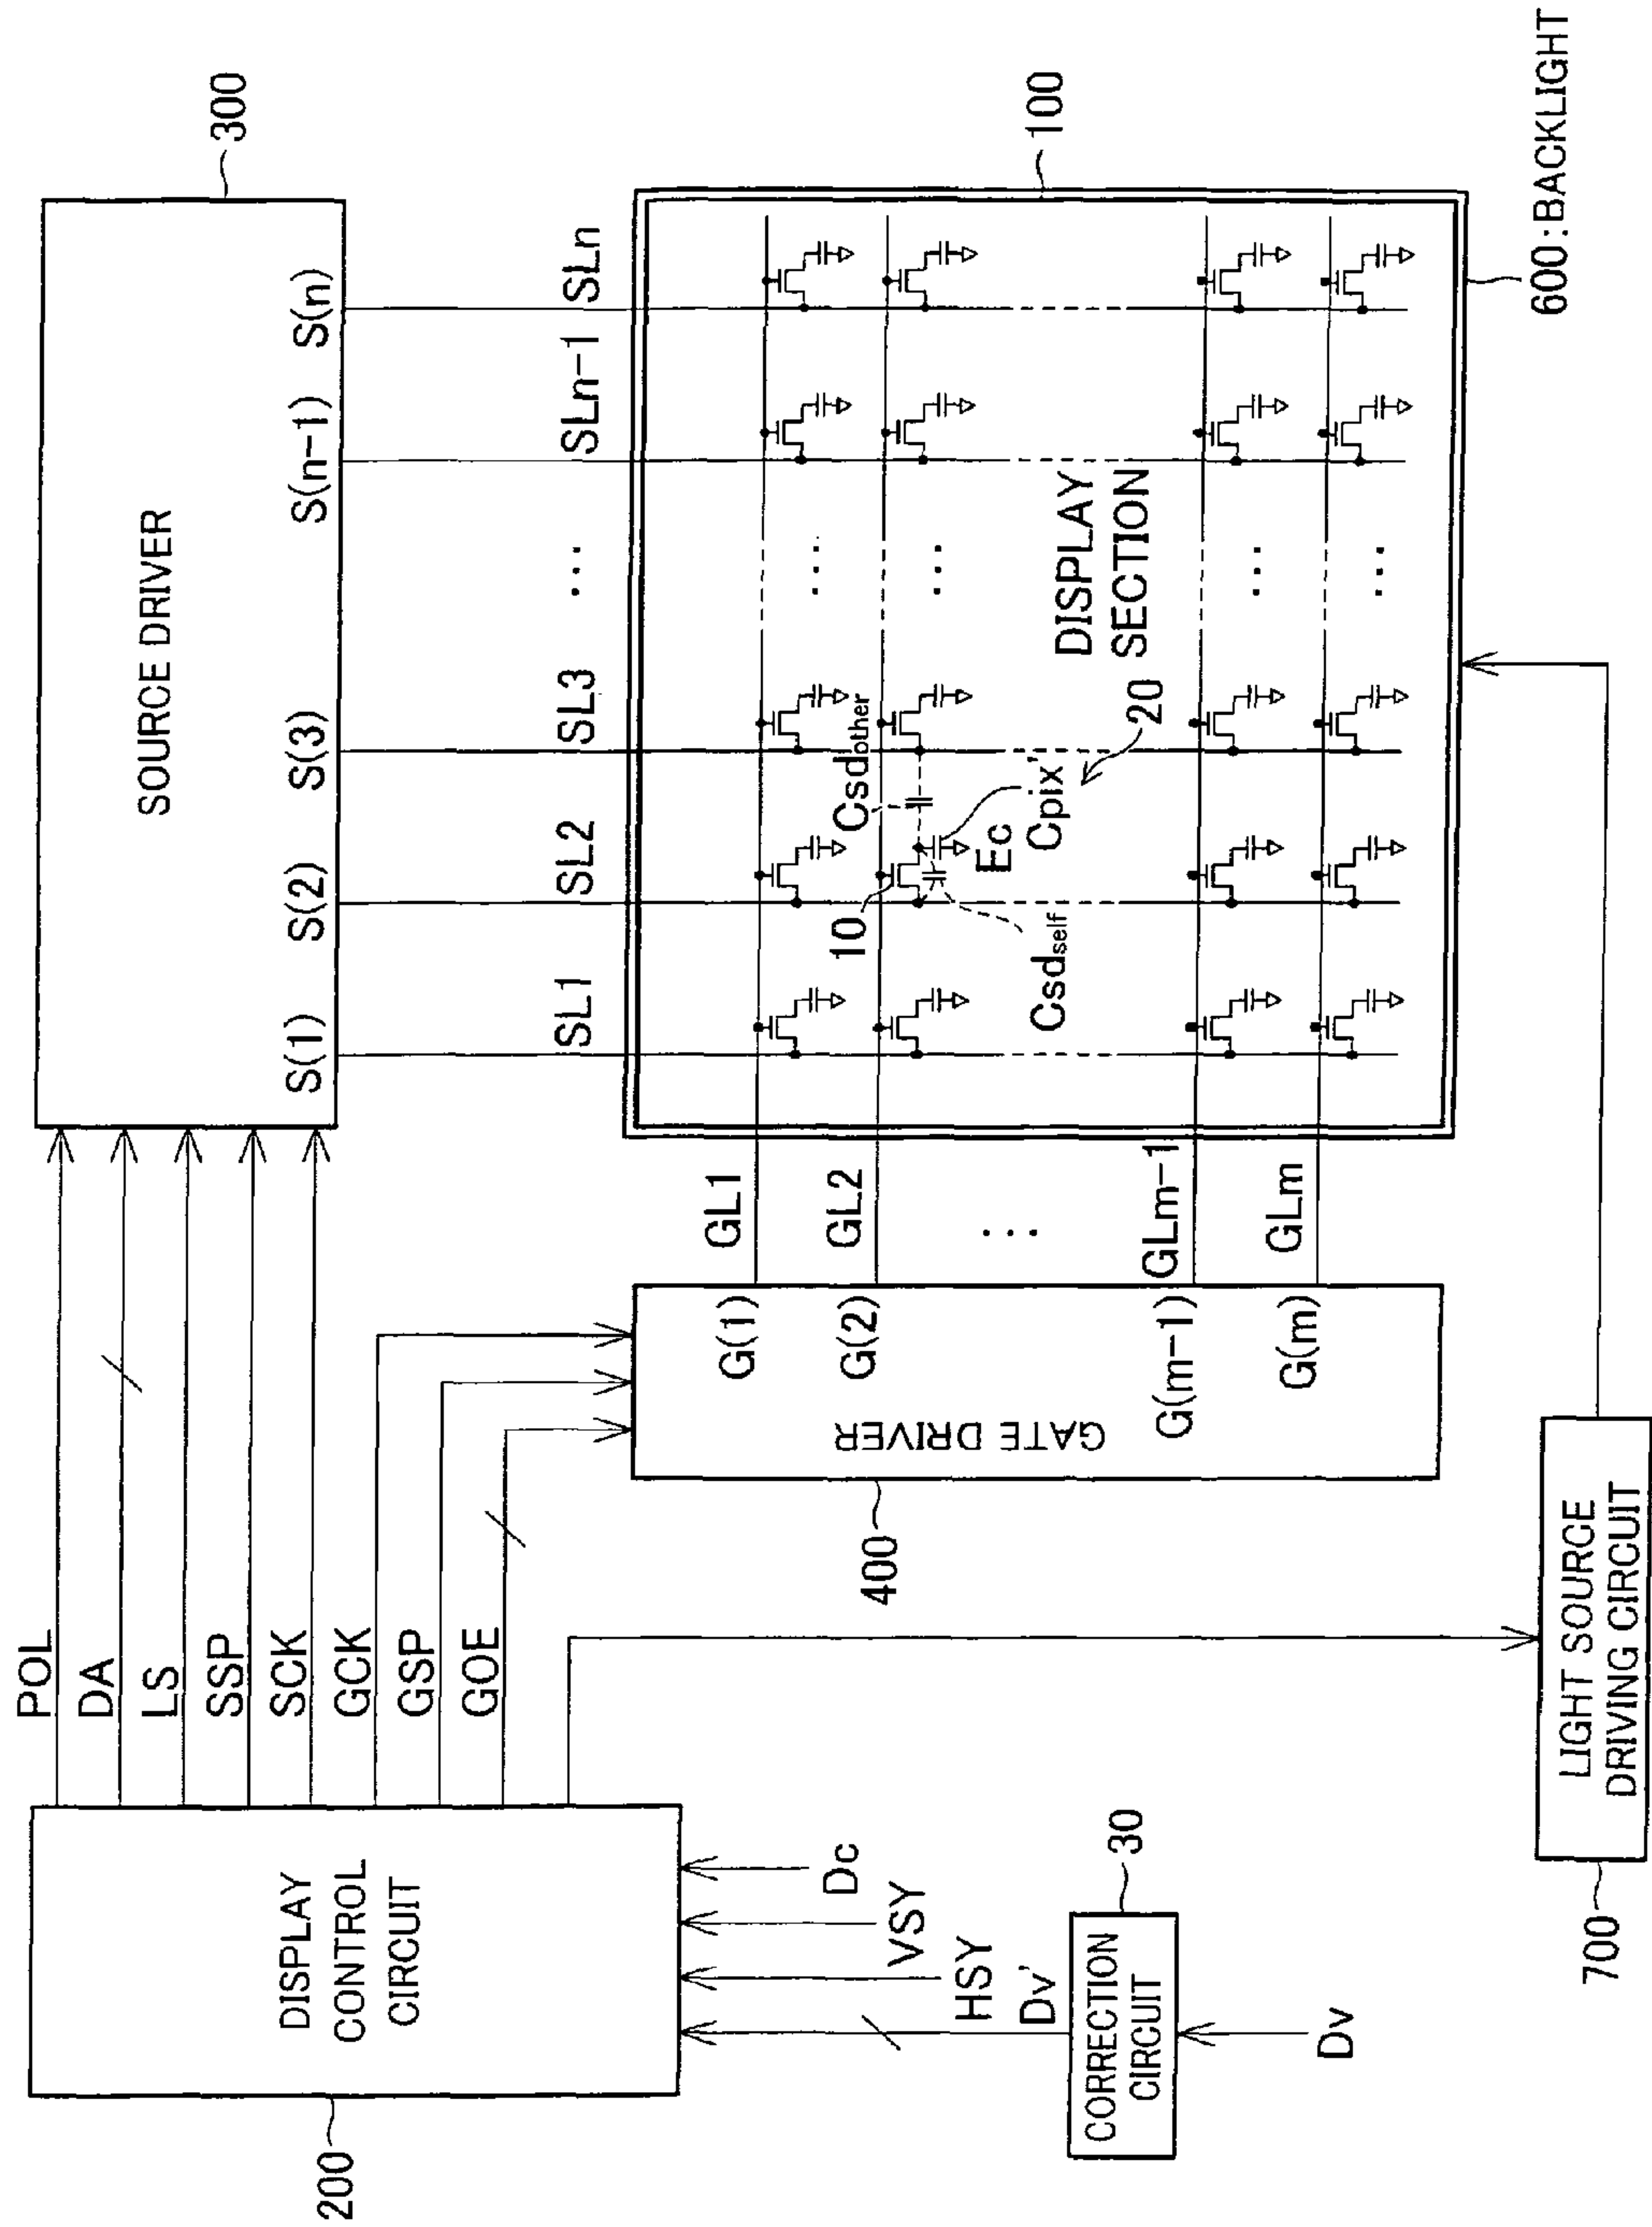 300
SOURCE DRIVER
S(1)
S(2)
S(3)
S(n-1)
S(n)
SL1
SL2
SL3
...
SLn-1
SLn
POL
DA
LS
SSP
SCK
GCK
GSP
GOE
DISPLAY
CONTROL
CIRCUIT
200
Dc
VSY
HSY
Dv'
30
CORRECTION
CIRCUIT
Dv
GATE DRIVER
400
G(1)
G(2)
G(m-1)
G(m)
GL1
GL2
...
GLm-1
GLm
100
10
Csdother
Csdself
Ec
Cpix'
20
DISPLAY
SECTION
...
...
...
...
600:BACKLIGHT
LIGHT SOURCE
DRIVING CIRCUIT
700